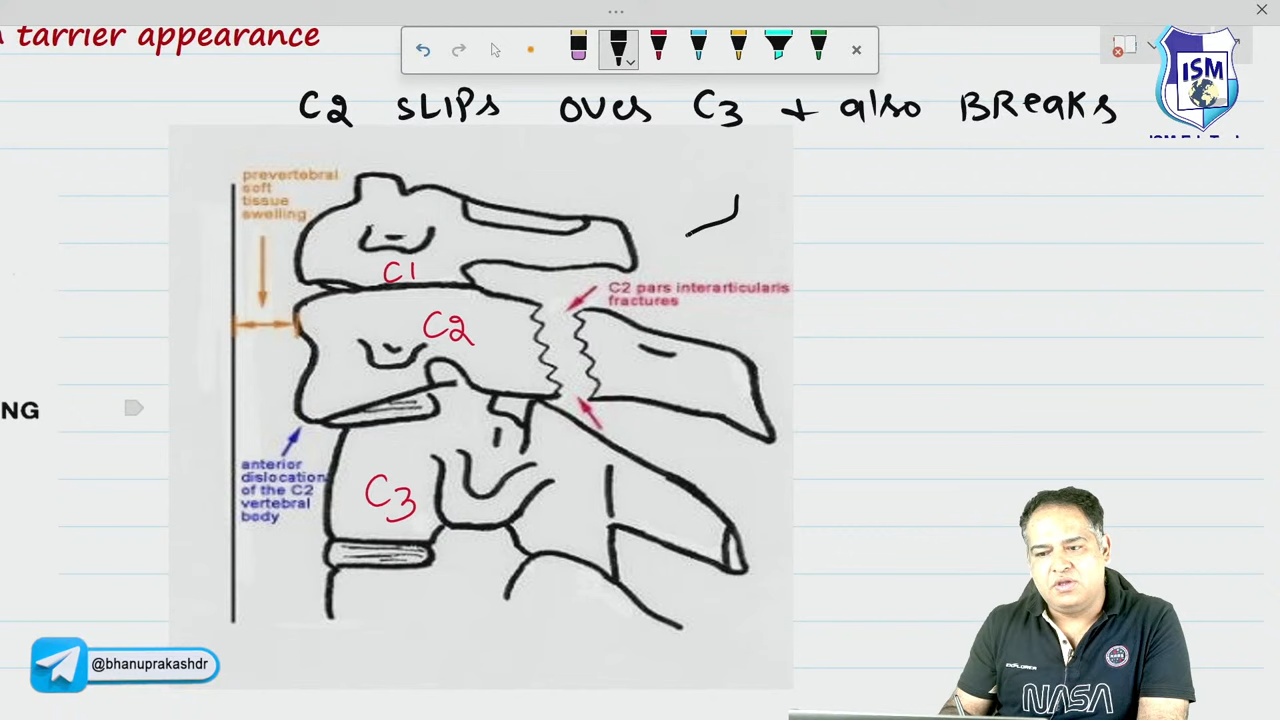 tarrier appearance
ISM
C2 SLIPS over C3 + also BReaks
prevertebral
soft
tissue
swelling
C1
C2 pars interarticularis
fractures
C2
NG
anterior
dislocation
of the C2
vertebral
body
C3
@bhanuprakashdr
EXPLORER
NASA